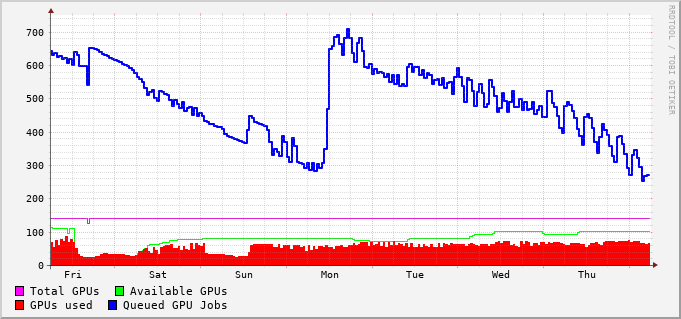 700
600
500
400
300
200
100
0
Fri Sat Sun Mon Tue Wed Thu
Total GPUs Available GPUs
GPUs used Queued GPU Jobs
RRDTOOL / TOBI OETIKER